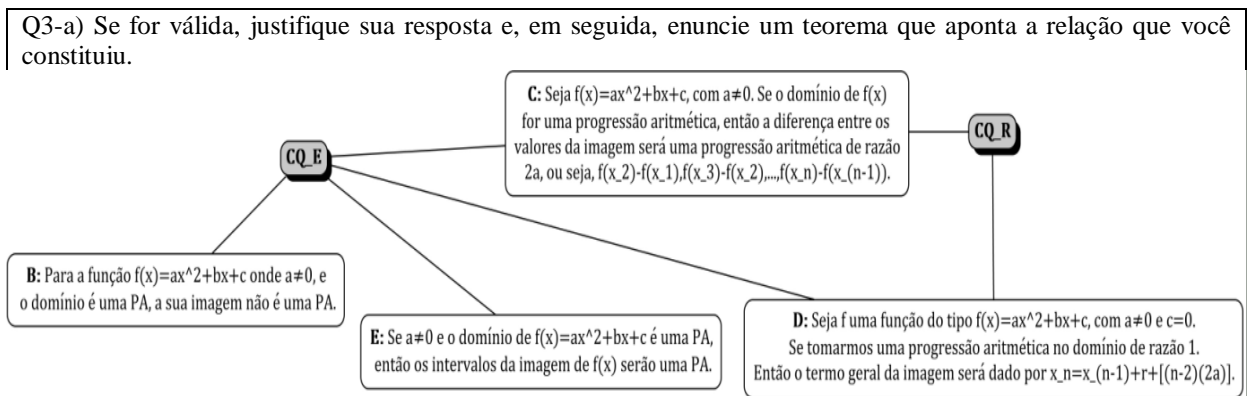 Q3-a) Se for válida, justifique sua resposta e, em seguida, enuncie um teorema que aponta a relação que você
constituiu.
C: Seja f(x)=ax^2+bx+c, com a≠0. Se o domínio de f(x)
for uma progressão aritmética, então a diferença entre os
valores da imagem será uma progressão aritmética de razão
2a, ou seja, f(x_2)-f(x_1),f(x_3)-f(x_2),...,f(x_n)-f(x_(n-1)).
CQ_R
CQ_E
B: Para a função f(x)=ax^2+bx+c onde a≠0, e
o domínio é uma PA, a sua imagem não é uma PA.
E: Se a≠0 e o domínio de f(x)=ax^2+bx+c é uma PA,
então os intervalos da imagem de f(x) serão uma PA.
D: Seja f uma função do tipo f(x)=ax^2+bx+c, com a≠0 e c=0.
Se tomarmos uma progressão aritmética no domínio de razão 1.
Então o termo geral da imagem será dado por x_n=x_(n-1)+r+[(n-2)(2a)].